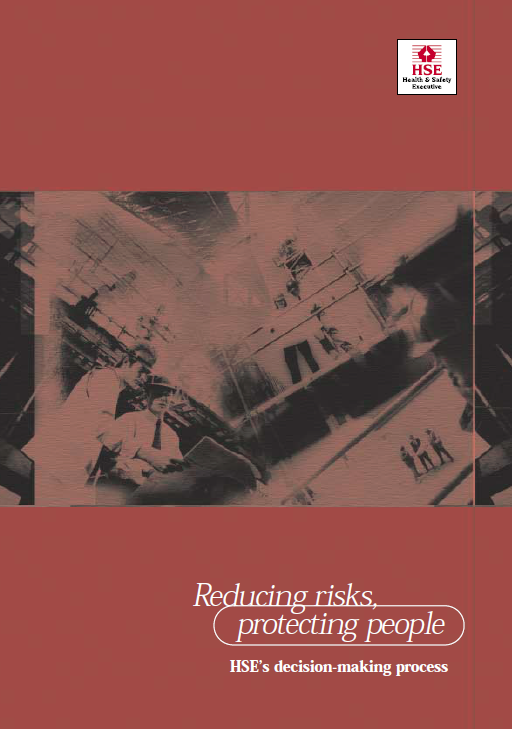 HSE
Health & Safety
Executive
Reducing risks,
protecting people
HSE's decision-making process